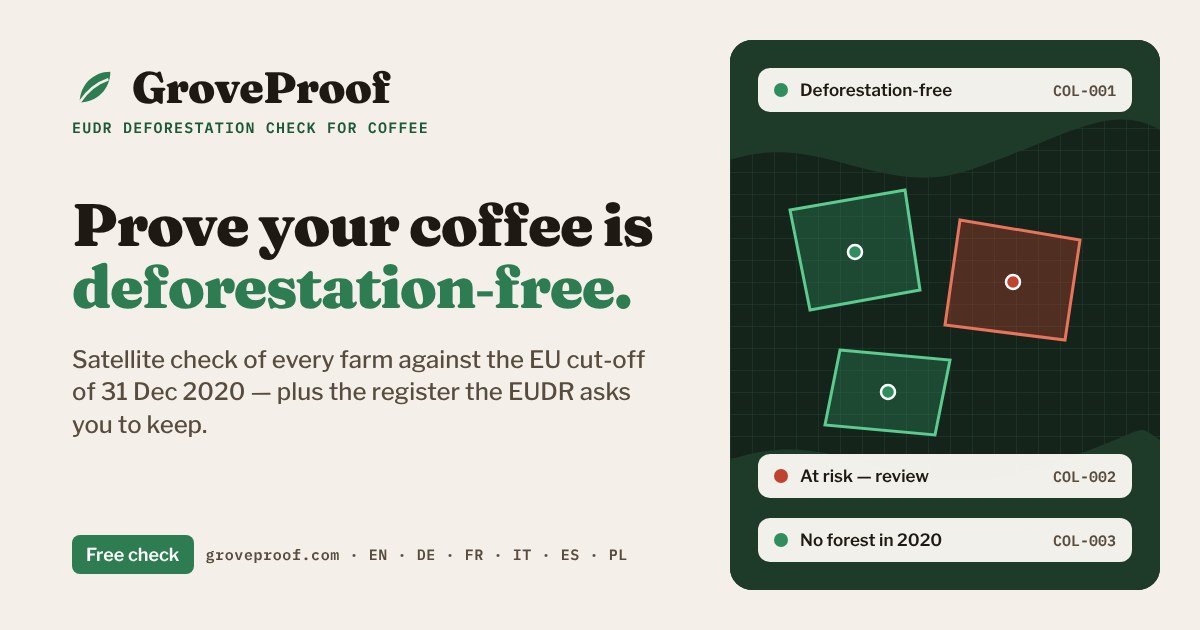 GroveProof
EUDR DEFORESTATION CHECK FOR COFFEE
Prove your coffee is
deforestation-free.
Satellite check of every farm against the EU cut-off
of 31 Dec 2020 — plus the register the EUDR asks
you to keep.
Free check
groveproof.com · EN · DE · FR · IT · ES · PL
Deforestation-free COL-001
At risk — review COL-002
No forest in 2020 COL-003